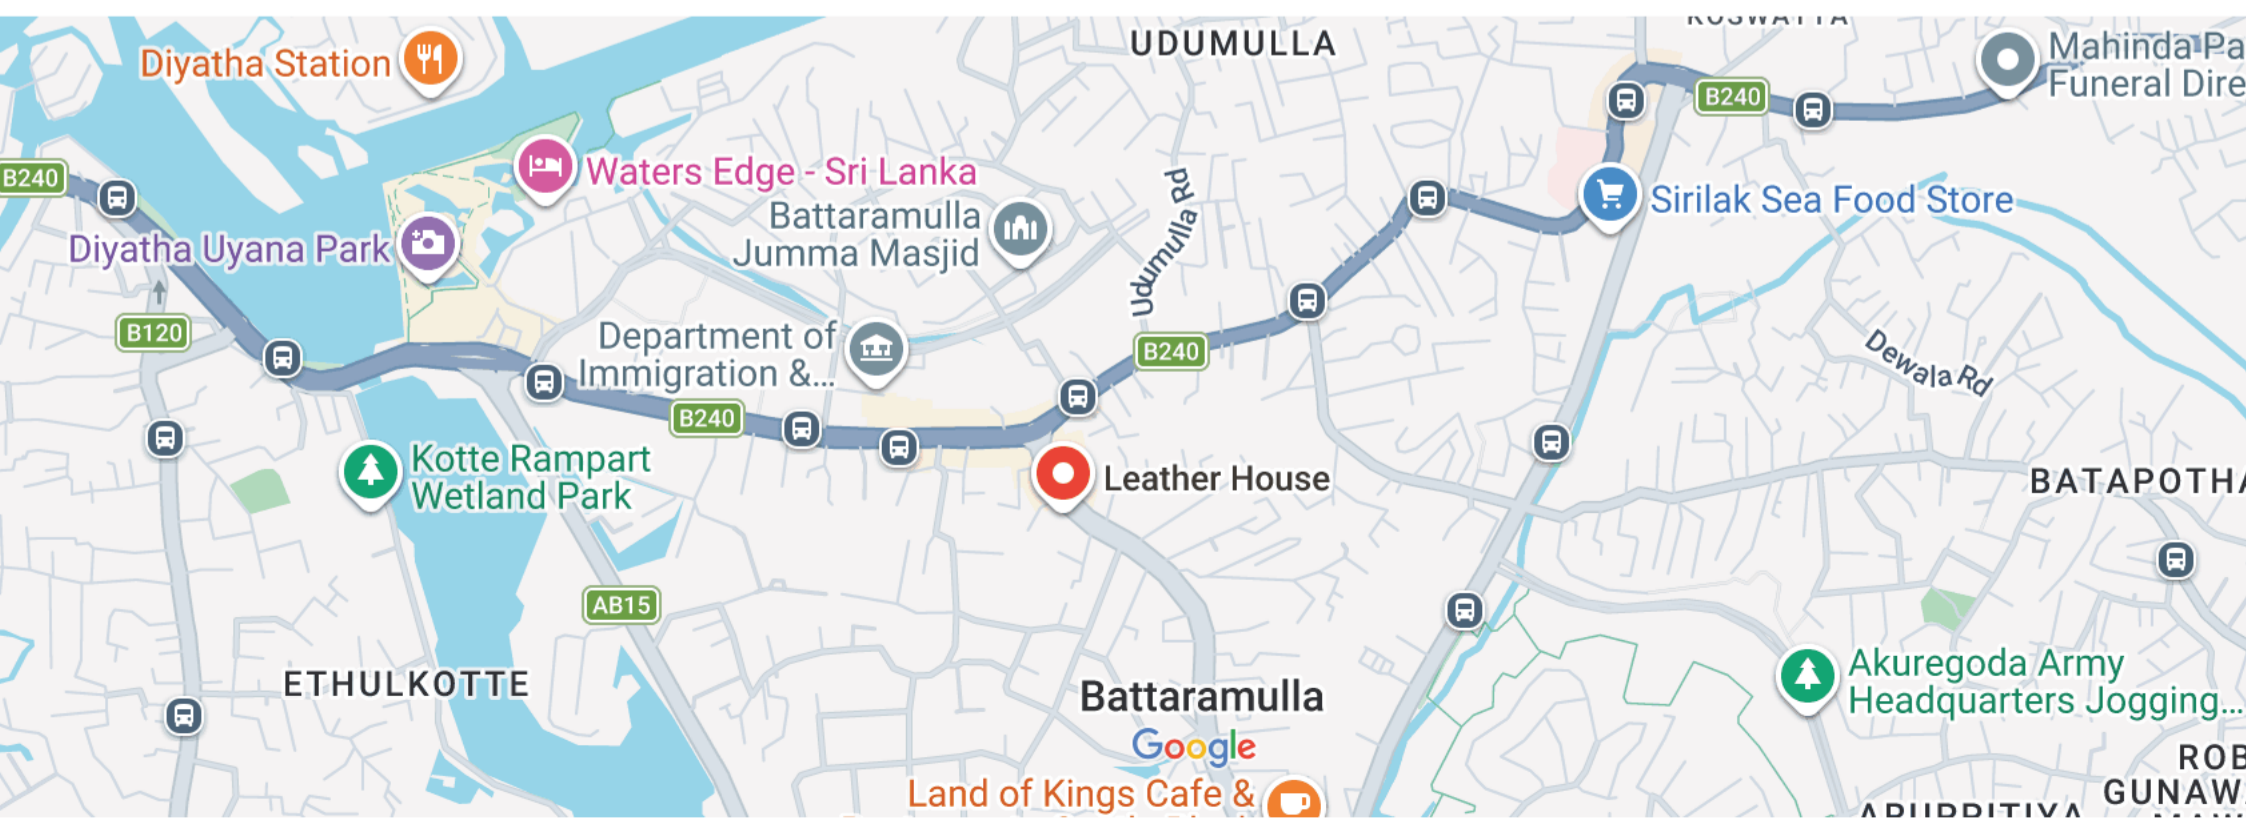 KOSWATTA
UDUMULLA
Diyatha Station
Mahinda Pa
Funeral Dire
B240
B240
Waters Edge - Sri Lanka
Sirilak Sea Food Store
Battaramulla
Jumma Masjid
Udumulla Rd
Diyatha Uyana Park
B120
Department of
Immigration &...
B240
Dewala Rd
B240
Kotte Rampart
Wetland Park
Leather House
BATAPOTHA
AB15
ETHULKOTTE
Battaramulla
Akuregoda Army
Headquarters Jogging...
Google
ROB
GUNAW
Land of Kings Cafe &